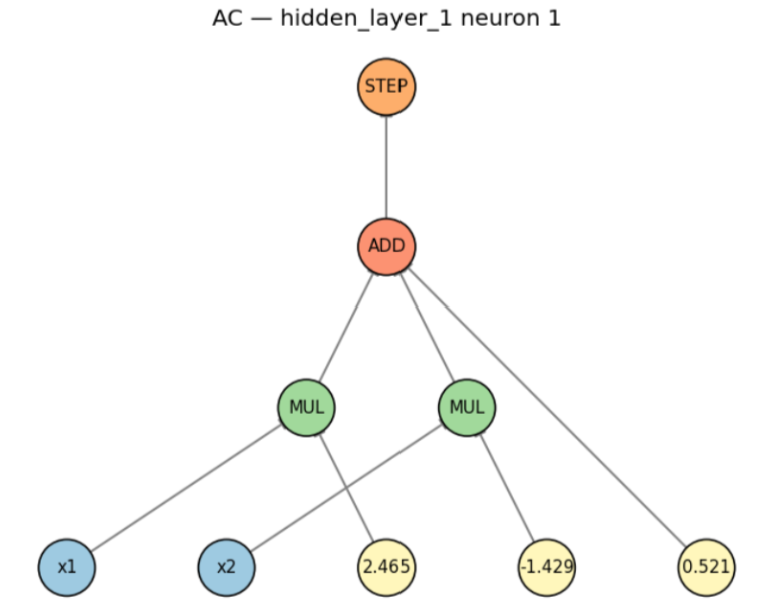 AC — hidden_layer_1 neuron 1
STEP
ADD
MUL MUL
x1 x2 2.465 -1.429 0.521